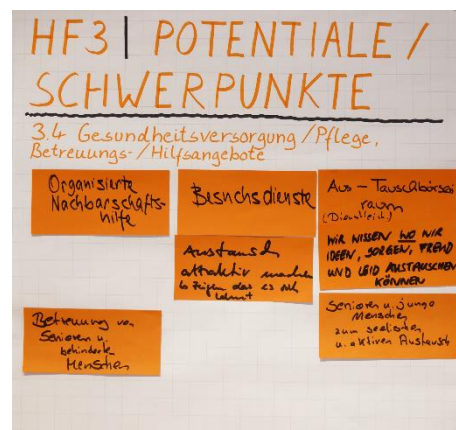 HF3 | POTENTIALE /
SCHWERPUNKTE
3.4 Gesundheitsversorgung / Pflege,
Betreuungs- / Hilfsangebote
Organisierte
Nachbarschafts-
hilfe
Besuchsdienste
Austausch
attraktiv machen
zeigen das es sich
lohnt
Aus-Tauschbörse
raum
(Dienstleist.)
WIR WISSEN WO WIR
IDEEN, SORGEN, FREUD
UND LEID AUSTAUSCHEN
KÖNNEN
Betreuung von
Senioren u.
behinderte
Menschen
Senioren u. junge
Menschen
zum seelischen
u. aktiven Austausch